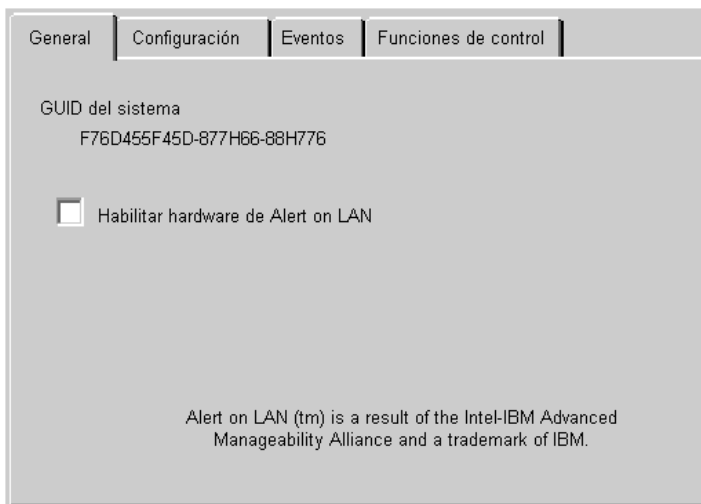 General Configuración Eventos Funciones de control
GUID del sistema
F76D455F45D-877H66-88H776
Habilitar hardware de Alert on LAN
Alert on LAN (tm) is a result of the Intel-IBM Advanced
Manageability Alliance and a trademark of IBM.